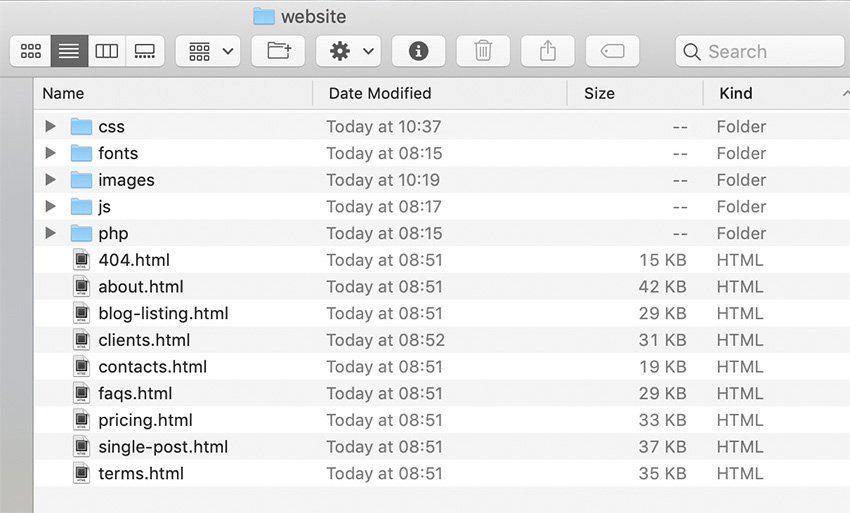 website
Search
Name Date Modified Size Kind
css Today at 10:37 -- Folder
fonts Today at 08:15 -- Folder
images Today at 10:19 -- Folder
js Today at 08:17 -- Folder
php Today at 08:15 -- Folder
404.html Today at 08:51 15 KB HTML
about.html Today at 08:51 42 KB HTML
blog-listing.html Today at 08:51 29 KB HTML
clients.html Today at 08:52 31 KB HTML
contacts.html Today at 08:51 19 KB HTML
faqs.html Today at 08:51 29 KB HTML
pricing.html Today at 08:51 33 KB HTML
single-post.html Today at 08:51 37 KB HTML
terms.html Today at 08:51 35 KB HTML